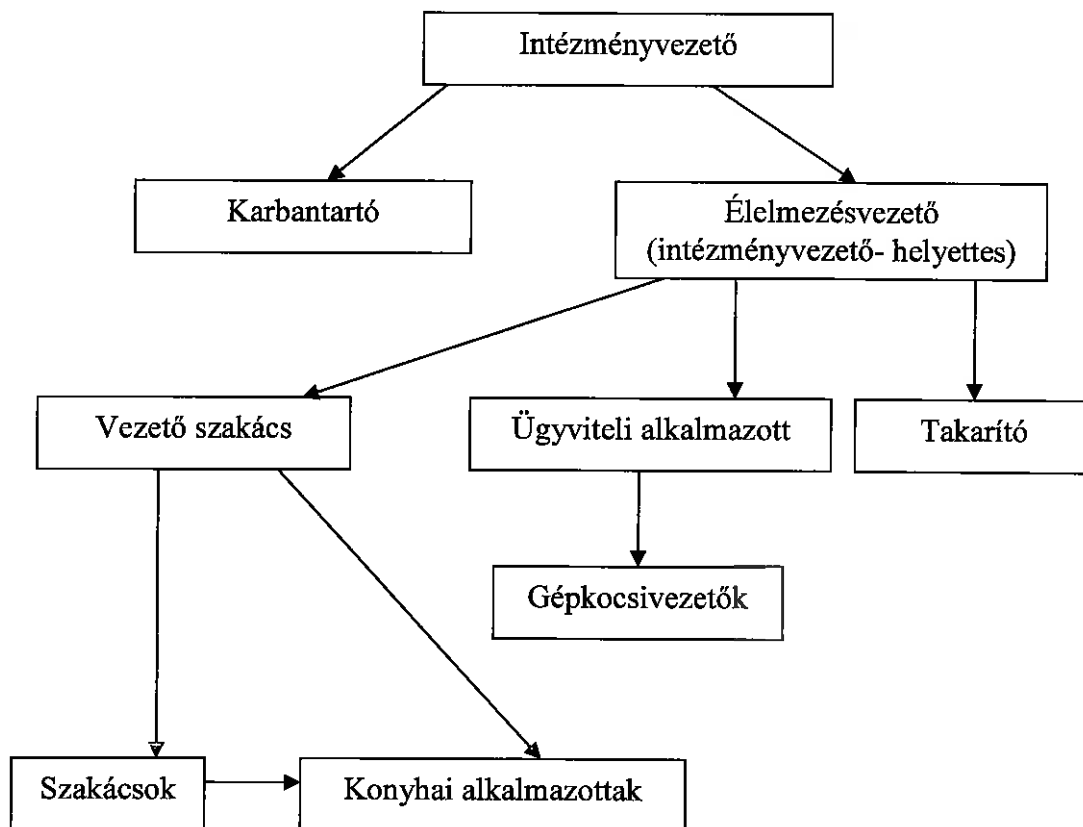 Intézményvezető
Karbantartó
Élelmezésvezető
(intézményvezető- helyettes)
Vezető szakács
Ügyviteli alkalmazott
Takarító
Gépkocsivezetők
Szakácsok
Konyhai alkalmazottak